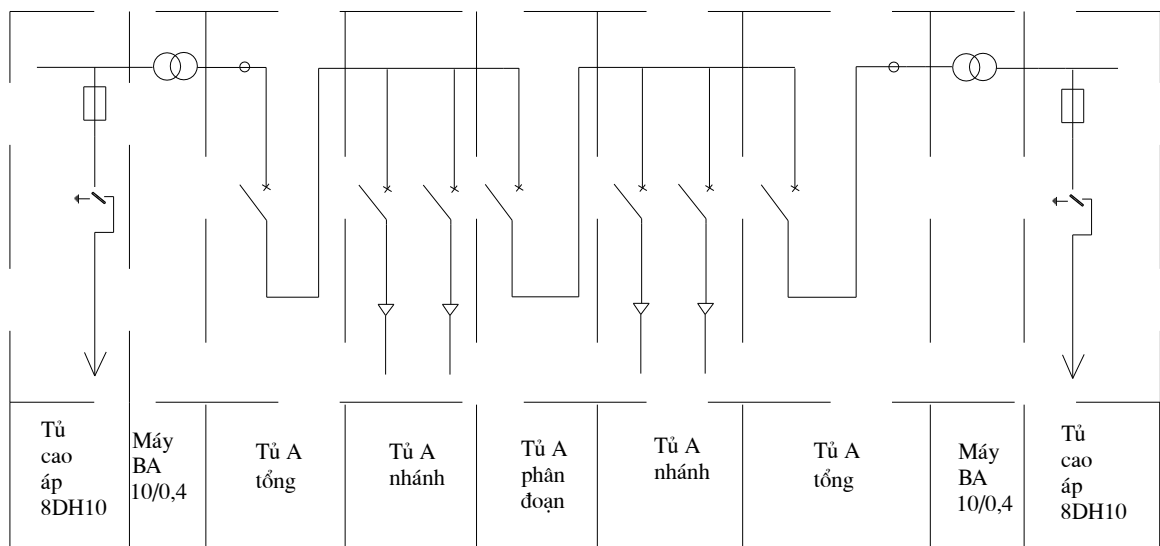 Tủ
cao
áp
8DH10
Máy
BA
10/0,4
Tủ A
tổng
Tủ A
nhánh
Tủ A
phân
đoạn
Tủ A
nhánh
Tủ A
tổng
Máy
BA
10/0,4
Tủ
cao
áp
8DH10